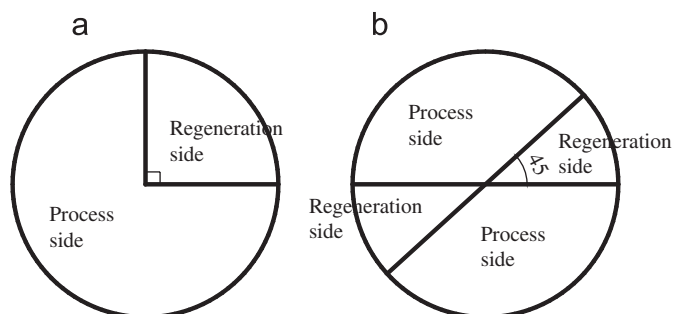 a
b
Regeneration
side
Process
side
Process
side
Regeneration
side
45
Regeneration
side
Process
side